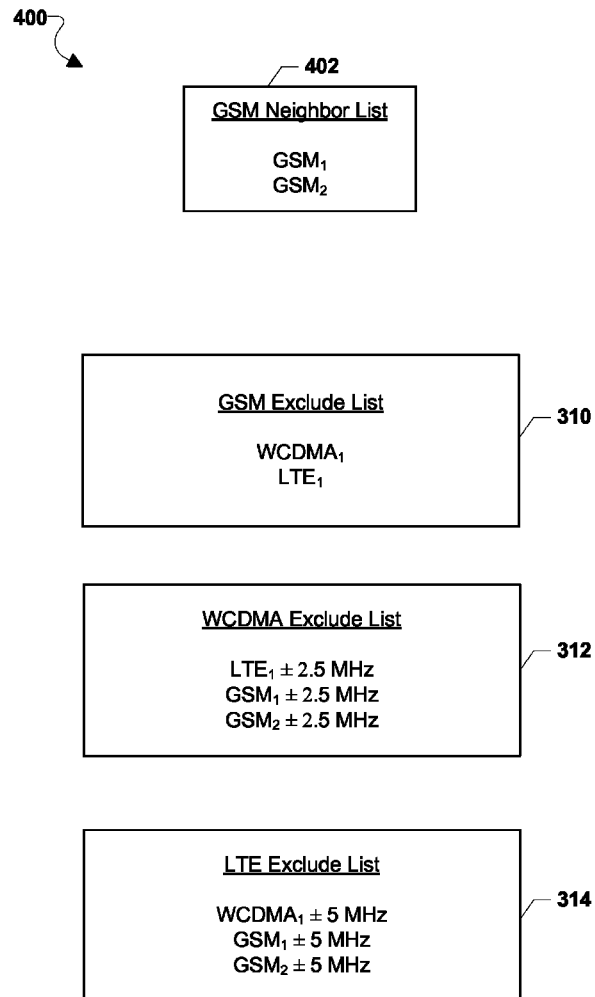 400
402
GSM Neighbor List
GSM₁
GSM₂
GSM Exclude List
310
WCDMA₁
LTE₁
WCDMA Exclude List
312
LTE₁ ± 2.5 MHz
GSM₁ ± 2.5 MHz
GSM₂ ± 2.5 MHz
LTE Exclude List
314
WCDMA₁ ± 5 MHz
GSM₁ ± 5 MHz
GSM₂ ± 5 MHz